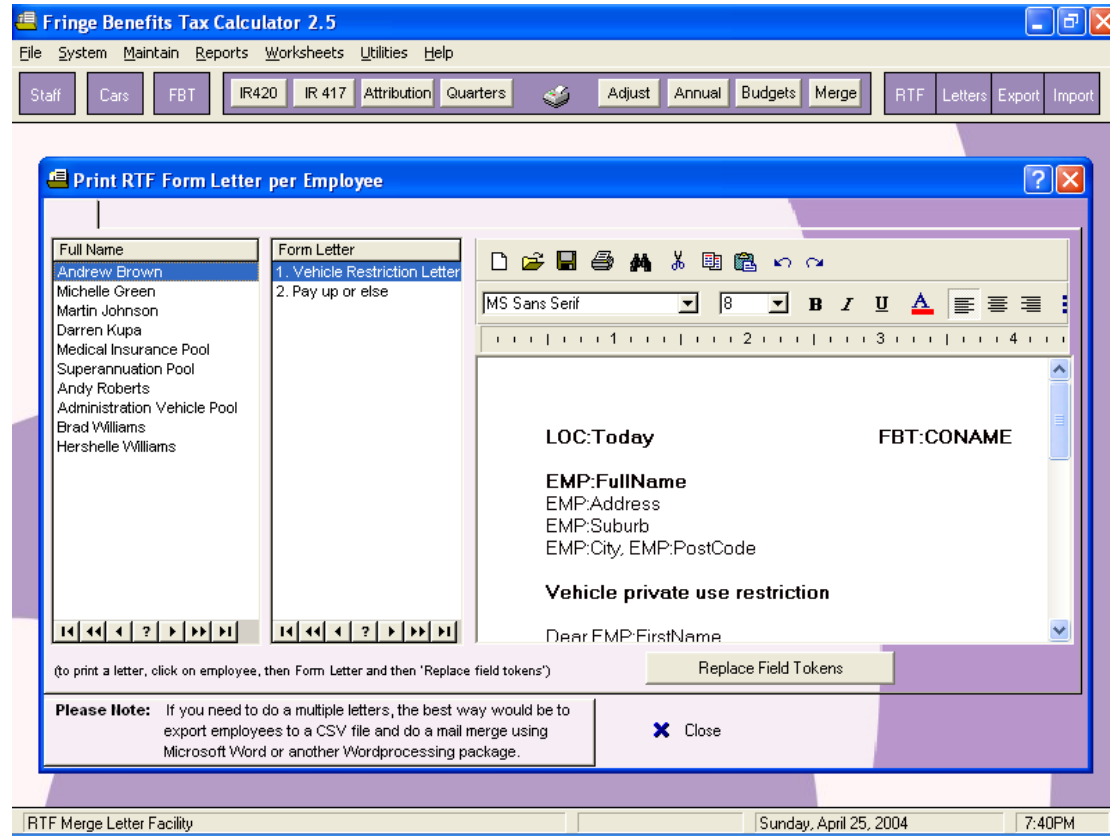 Fringe Benefits Tax Calculator 2.5
File System Maintain Reports Worksheets Utilities Help
Staff Cars FBT IR420 IR 417 Attribution Quarters Adjust Annual Budgets Merge RTF Letters Export Import
Print RTF Form Letter per Employee
Full Name
Andrew Brown
Michelle Green
Martin Johnson
Darren Kupa
Medical Insurance Pool
Superannuation Pool
Andy Roberts
Administration Vehicle Pool
Brad Williams
Hershelle Williams
Form Letter
1. Vehicle Restriction Letter
2. Pay up or else
MS Sans Serif 8 B I U A
1 2 3 4
LOC:Today FBT:CONAME
EMP:FullName
EMP:Address
EMP:Suburb
EMP:City, EMP:PostCode
Vehicle private use restriction
Dear EMP:FirstName
(to print a letter, click on employee, then Form Letter and then 'Replace field tokens')
Replace Field Tokens
Please Note: If you need to do a multiple letters, the best way would be to
export employees to a CSV file and do a mail merge using
Microsoft Word or another Wordprocessing package.
Close
RTF Merge Letter Facility Sunday, April 25, 2004 7:40PM